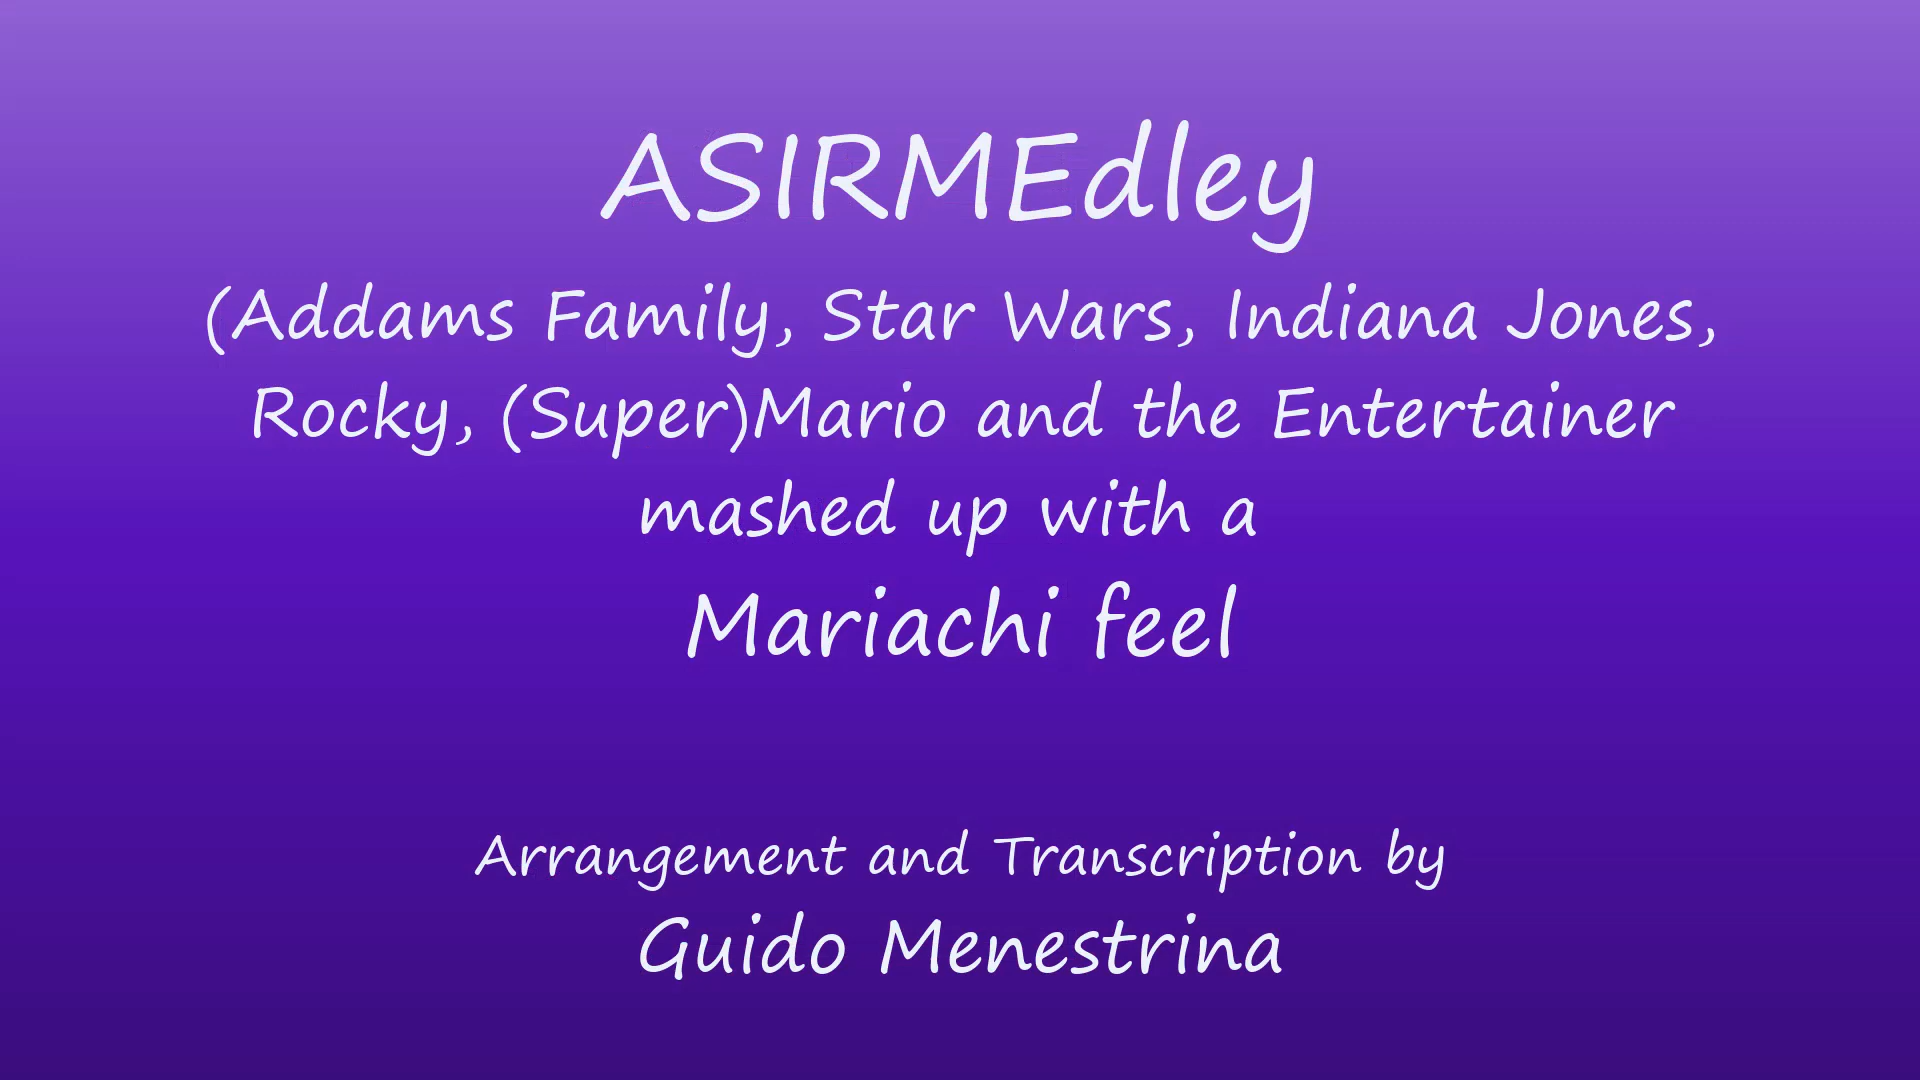 ASIRMEdley
(Addams Family, Star Wars, Indiana Jones,
Rocky, (Super)Mario and the Entertainer
mashed up with a
Mariachi feel
Arrangement and Transcription by
Guido Menestrina